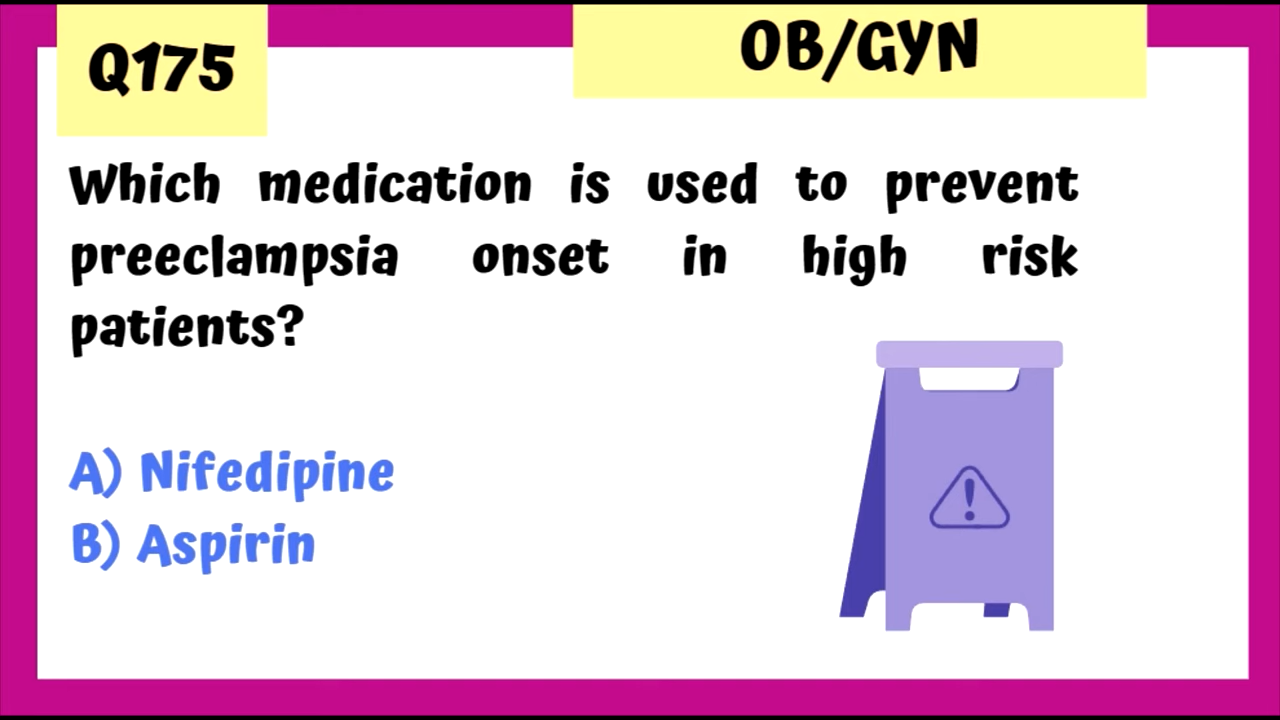 Q175
OB/GYN
Which medication is used to prevent
preeclampsia onset in high risk
patients?
A) Nifedipine
B) Aspirin